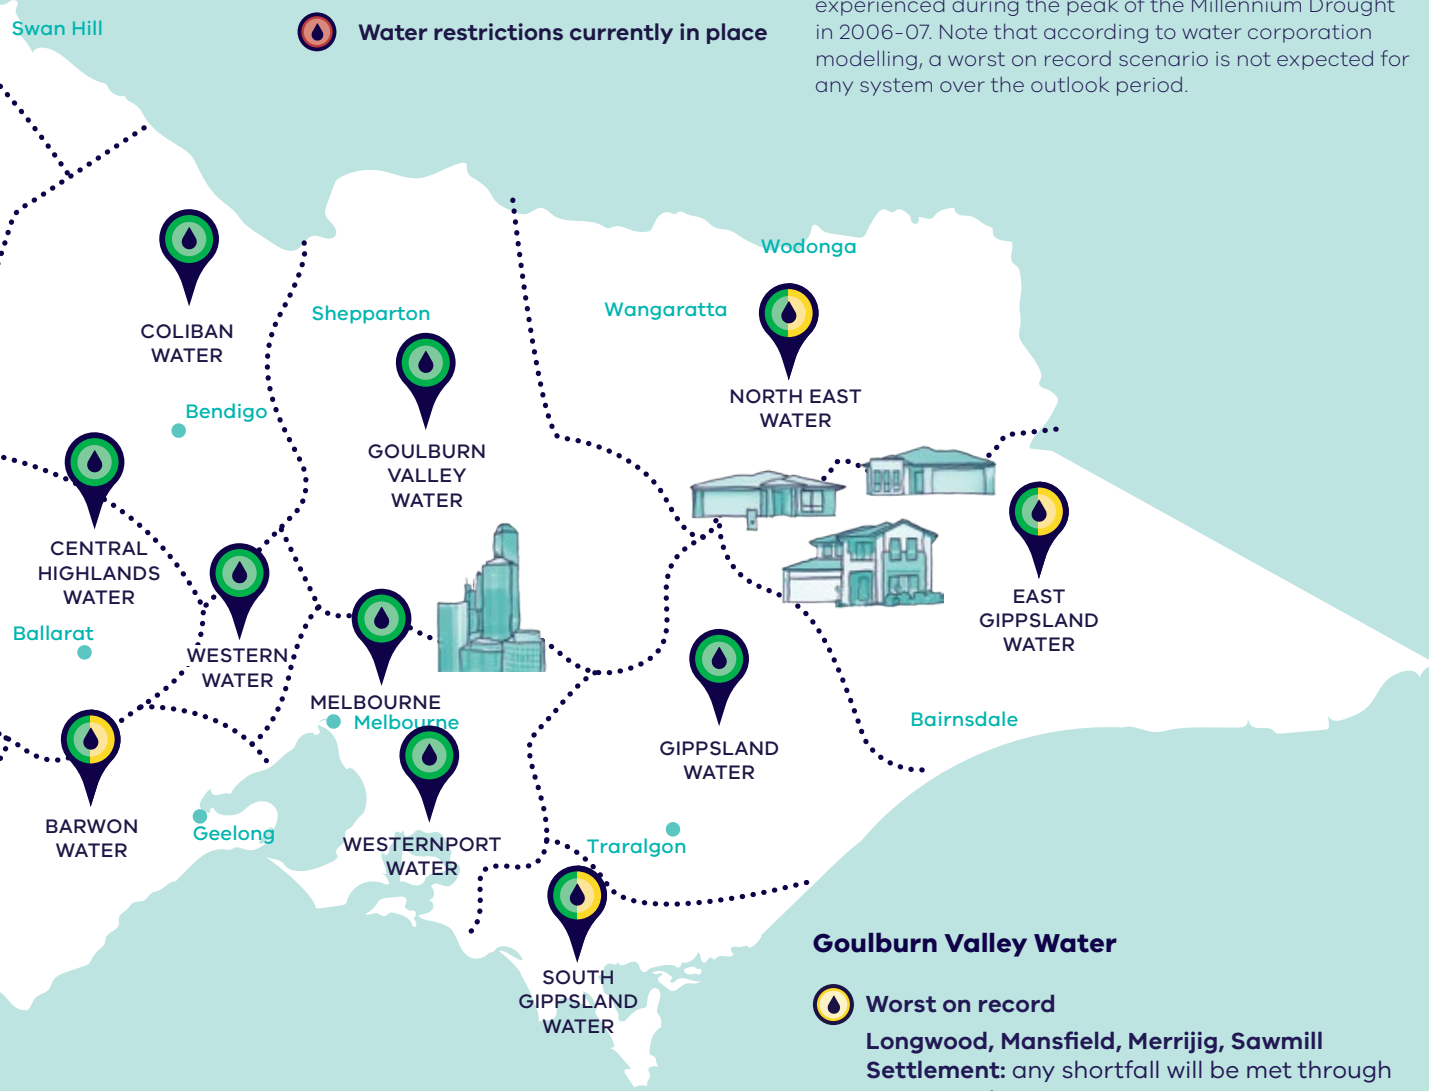 Swan Hill
Water restrictions currently in place
experienced during the peak of the Millennium Drought
in 2006-07. Note that according to water corporation
modelling, a worst on record scenario is not expected for
any system over the outlook period.
Wodonga
Shepparton
Wangaratta
COLIBAN
WATER
NORTH EAST
WATER
Bendigo
GOULBURN
VALLEY
WATER
CENTRAL
HIGHLANDS
WATER
EAST
GIPPSLAND
WATER
Ballarat
WESTERN
WATER
MELBOURNE
Melbourne
Bairnsdale
GIPPSLAND
WATER
BARWON
WATER
Geelong
WESTERNPORT
WATER
Traralgon
SOUTH
GIPPSLAND
WATER
Goulburn Valley Water
Worst on record
Longwood, Mansfield, Merrijig, Sawmill
Settlement: any shortfall will be met through